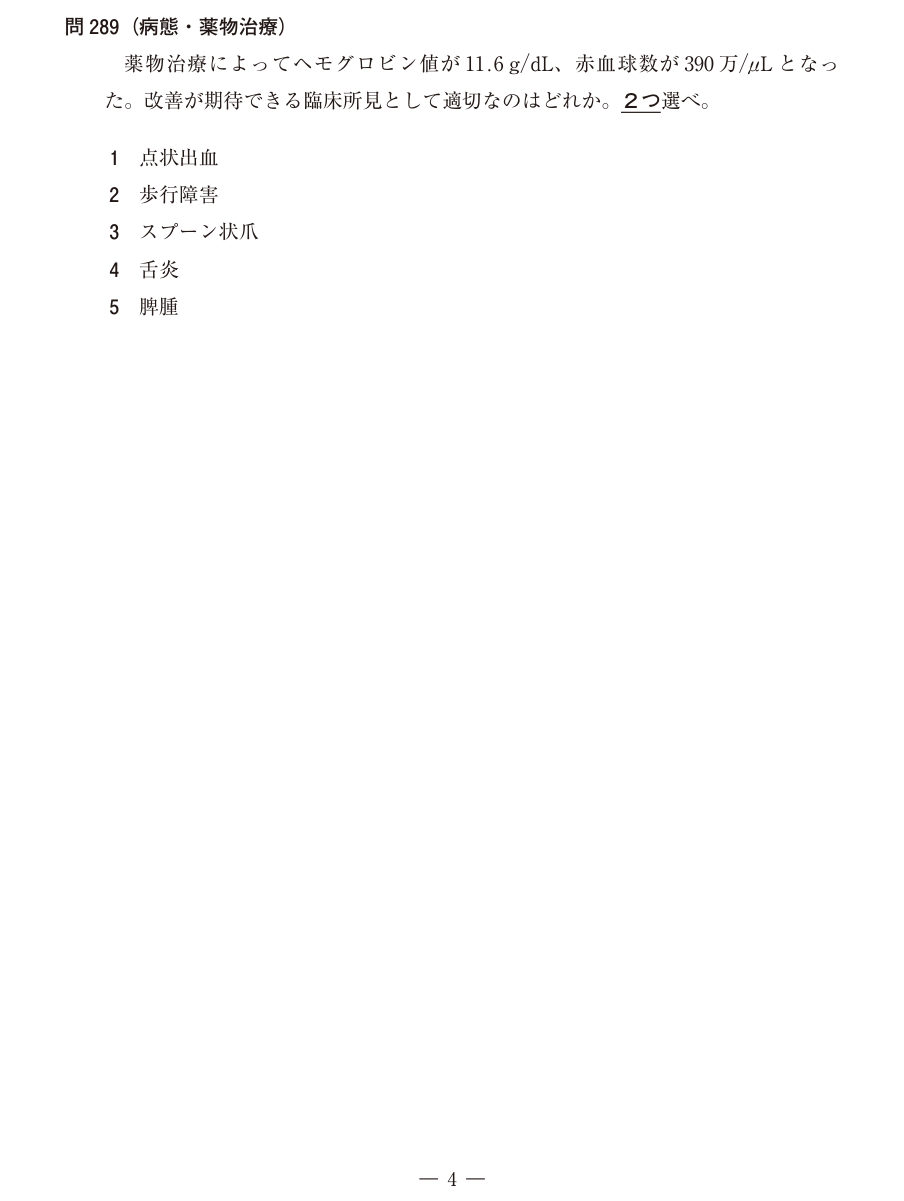 問 289（病態・薬物治療）
薬物治療によってヘモグロビン値が 11.6 g/dL、赤血球数が 390 万/μL となっ
た。改善が期待できる臨床所見として適切なのはどれか。２つ選べ。
1 点状出血
2 歩行障害
3 スプーン状爪
4 舌炎
5 脾腫
― 4 ―